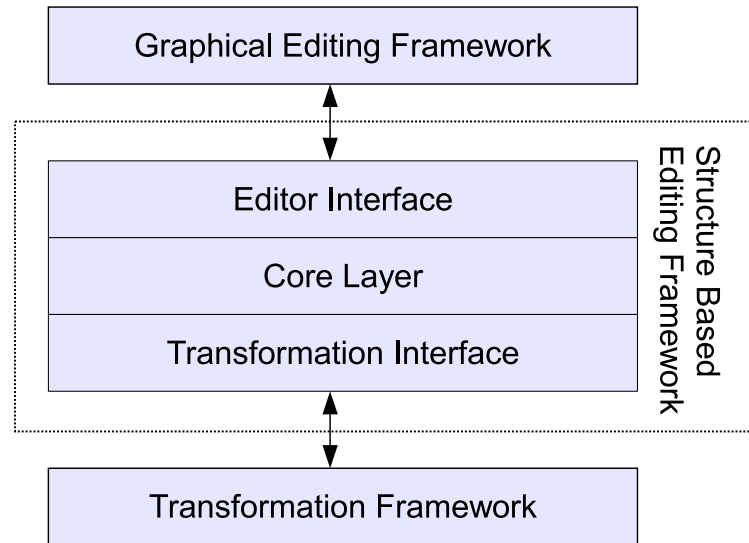 Graphical Editing Framework
Editor Interface
Core Layer
Transformation Interface
Structure Based
Editing Framework
Transformation Framework